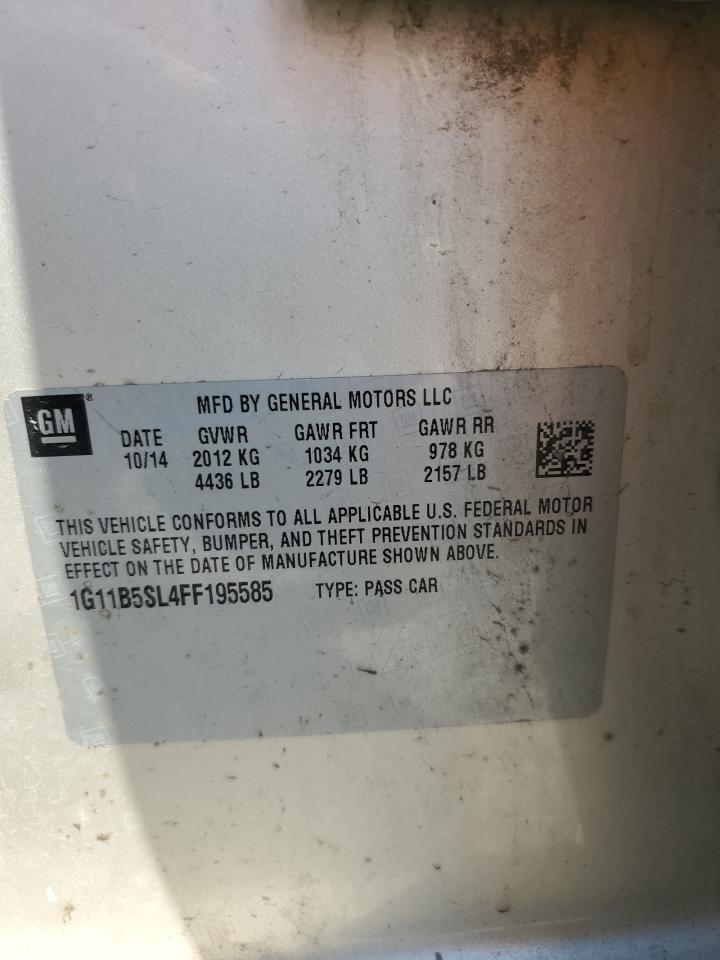 GM ®
MFD BY GENERAL MOTORS LLC
DATE GVWR GAWR FRT GAWR RR
10/14 2012 KG 1034 KG 978 KG
4436 LB 2279 LB 2157 LB
THIS VEHICLE CONFORMS TO ALL APPLICABLE U.S. FEDERAL MOTOR
VEHICLE SAFETY, BUMPER, AND THEFT PREVENTION STANDARDS IN
EFFECT ON THE DATE OF MANUFACTURE SHOWN ABOVE.
1G11B5SL4FF195585 TYPE: PASS CAR